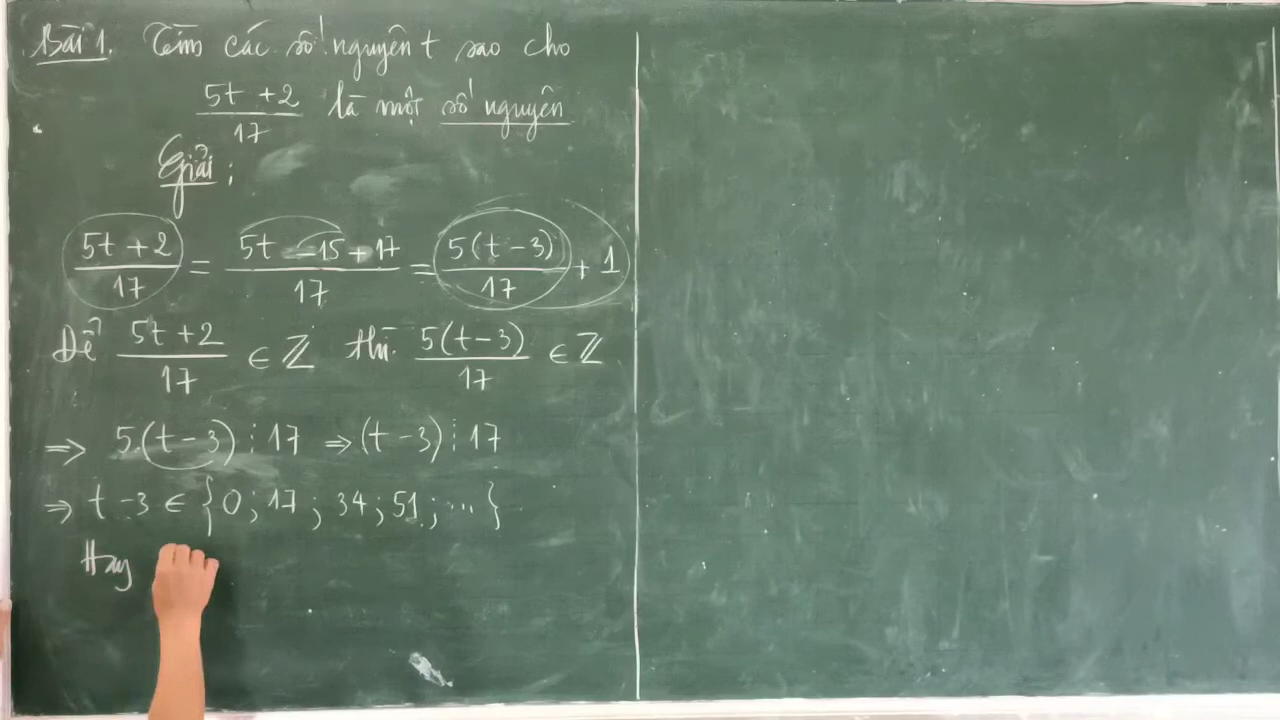 Bài 1. Tìm các số nguyên t sao cho
5t + 2 / 17 là một số nguyên
Giải:
5t + 2 / 17 = 5t - 15 + 17 / 17 = 5(t - 3) / 17 + 1
Để 5t + 2 / 17 ∈ ℤ thì 5(t - 3) / 17 ∈ ℤ
⇒ 5.(t - 3) ⋮ 17 ⇒ (t - 3) ⋮ 17
⇒ t - 3 ∈ {0; 17; 34; 51; ...}
Hay